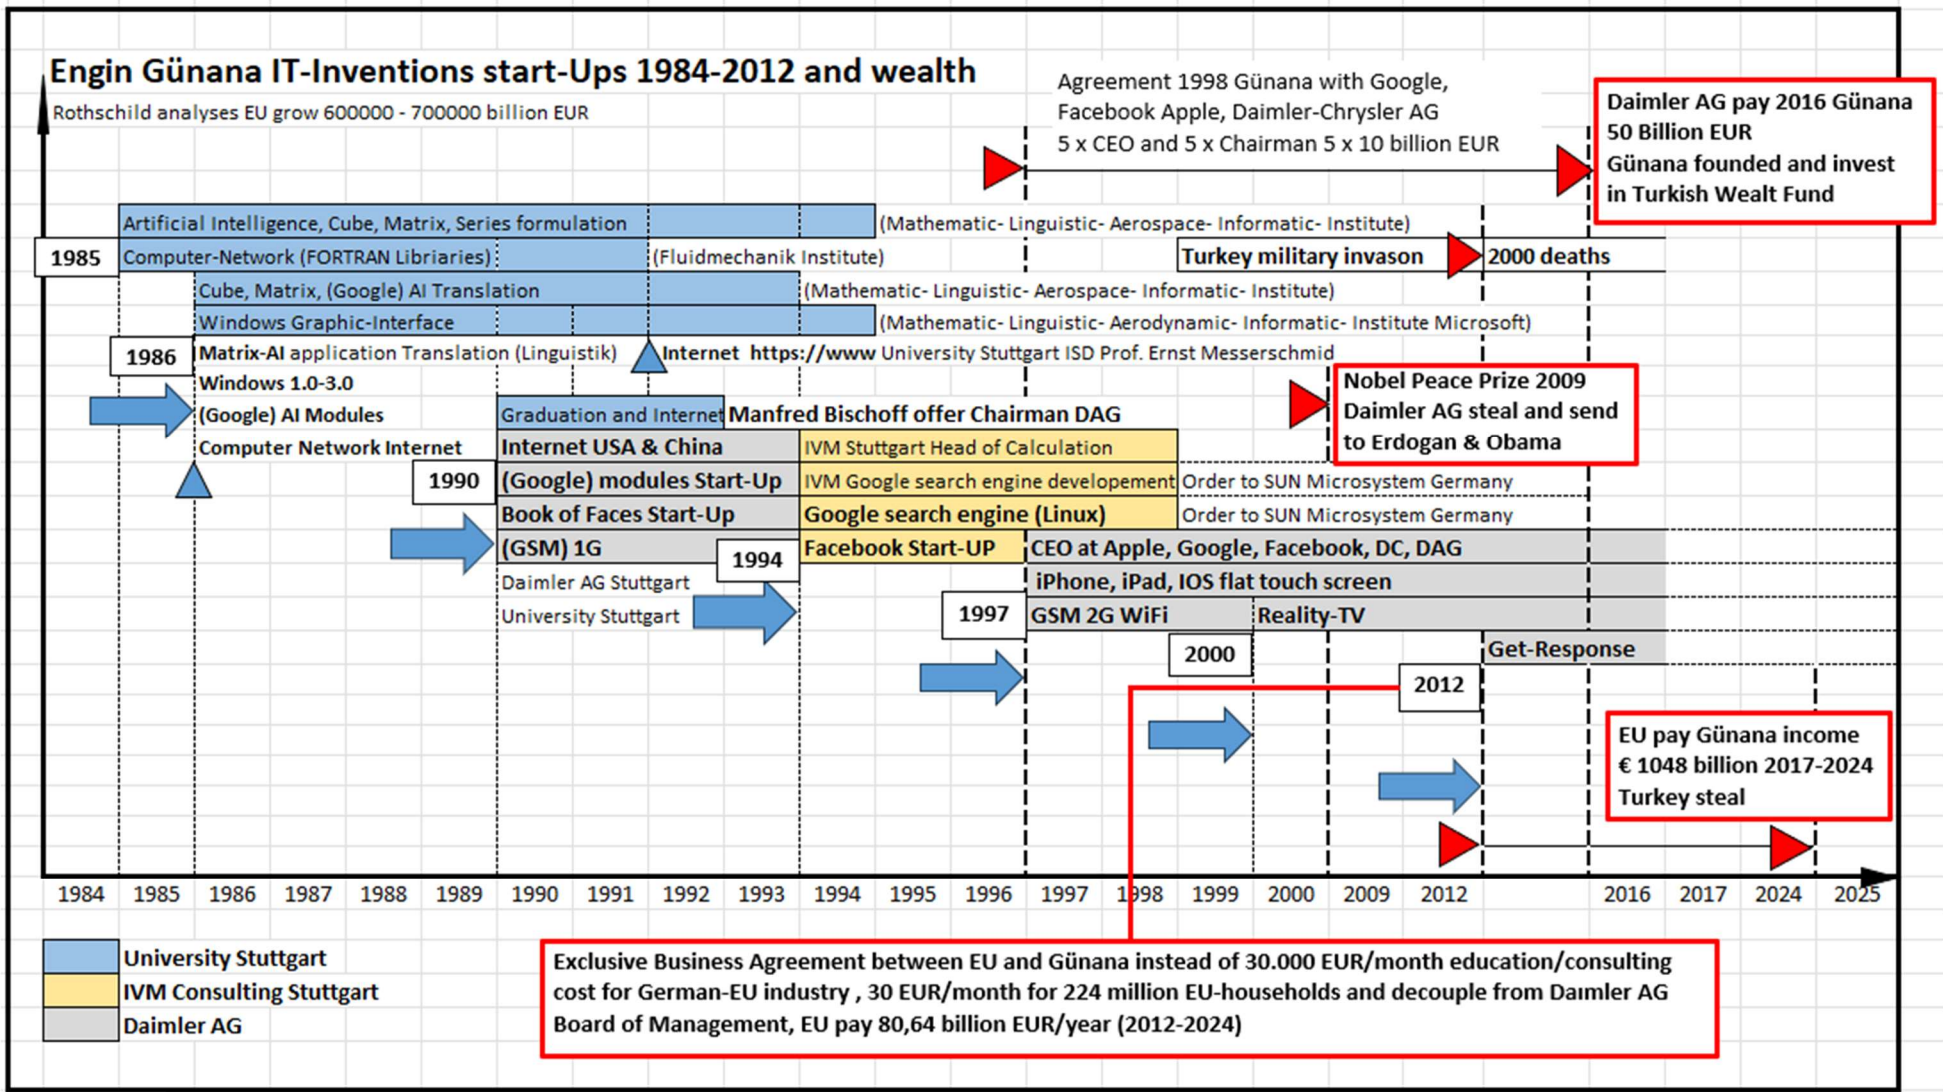 Engin Günana IT-Inventions start-Ups 1984-2012 and wealth
Rothschild analyses EU grow 600000 - 700000 billion EUR
Agreement 1998 Günana with Google,
Facebook Apple, Daimler-Chrysler AG
5 x CEO and 5 x Chairman 5 x 10 billion EUR
Daimler AG pay 2016 Günana
50 Billion EUR
Günana founded and invest
in Turkish Wealt Fund
Artificial Intelligence, Cube, Matrix, Series formulation
(Mathematic- Linguistic- Aerospace- Informatic- Institute)
1985
Computer-Network (FORTRAN Libriaries)
(Fluidmechanik Institute)
Turkey military invason
2000 deaths
Cube, Matrix, (Google) AI Translation
(Mathematic- Linguistic- Aerospace- Informatic- Institute)
Windows Graphic-Interface
(Mathematic- Linguistic- Aerodynamic- Informatic- Institute Microsoft)
1986
Matrix-AI application Translation (Linguistik)
Internet https://www University Stuttgart ISD Prof. Ernst Messerschmid
Windows 1.0-3.0
(Google) AI Modules
Computer Network Internet
Nobel Peace Prize 2009
Daimler AG steal and send
to Erdogan & Obama
Graduation and Internet
Manfred Bischoff offer Chairman DAG
Internet USA & China
IVM Stuttgart Head of Calculation
1990
(Google) modules Start-Up
IVM Google search engine developement
Order to SUN Microsystem Germany
Book of Faces Start-Up
Google search engine (Linux)
Order to SUN Microsystem Germany
(GSM) 1G
1994
Facebook Start-UP
CEO at Apple, Google, Facebook, DC, DAG
Daimler AG Stuttgart
iPhone, iPad, IOS flat touch screen
University Stuttgart
1997
GSM 2G WiFi
Reality-TV
2000
Get-Response
2012
EU pay Günana income
€ 1048 billion 2017-2024
Turkey steal
1984 1985 1986 1987 1988 1989 1990 1991 1992 1993 1994 1995 1996 1997 1998 1999 2000 2009 2012 2016 2017 2024 2025
University Stuttgart
IVM Consulting Stuttgart
Daimler AG
Exclusive Business Agreement between EU and Günana instead of 30.000 EUR/month education/consulting
cost for German-EU industry , 30 EUR/month for 224 million EU-households and decouple from Daimler AG
Board of Management, EU pay 80,64 billion EUR/year (2012-2024)